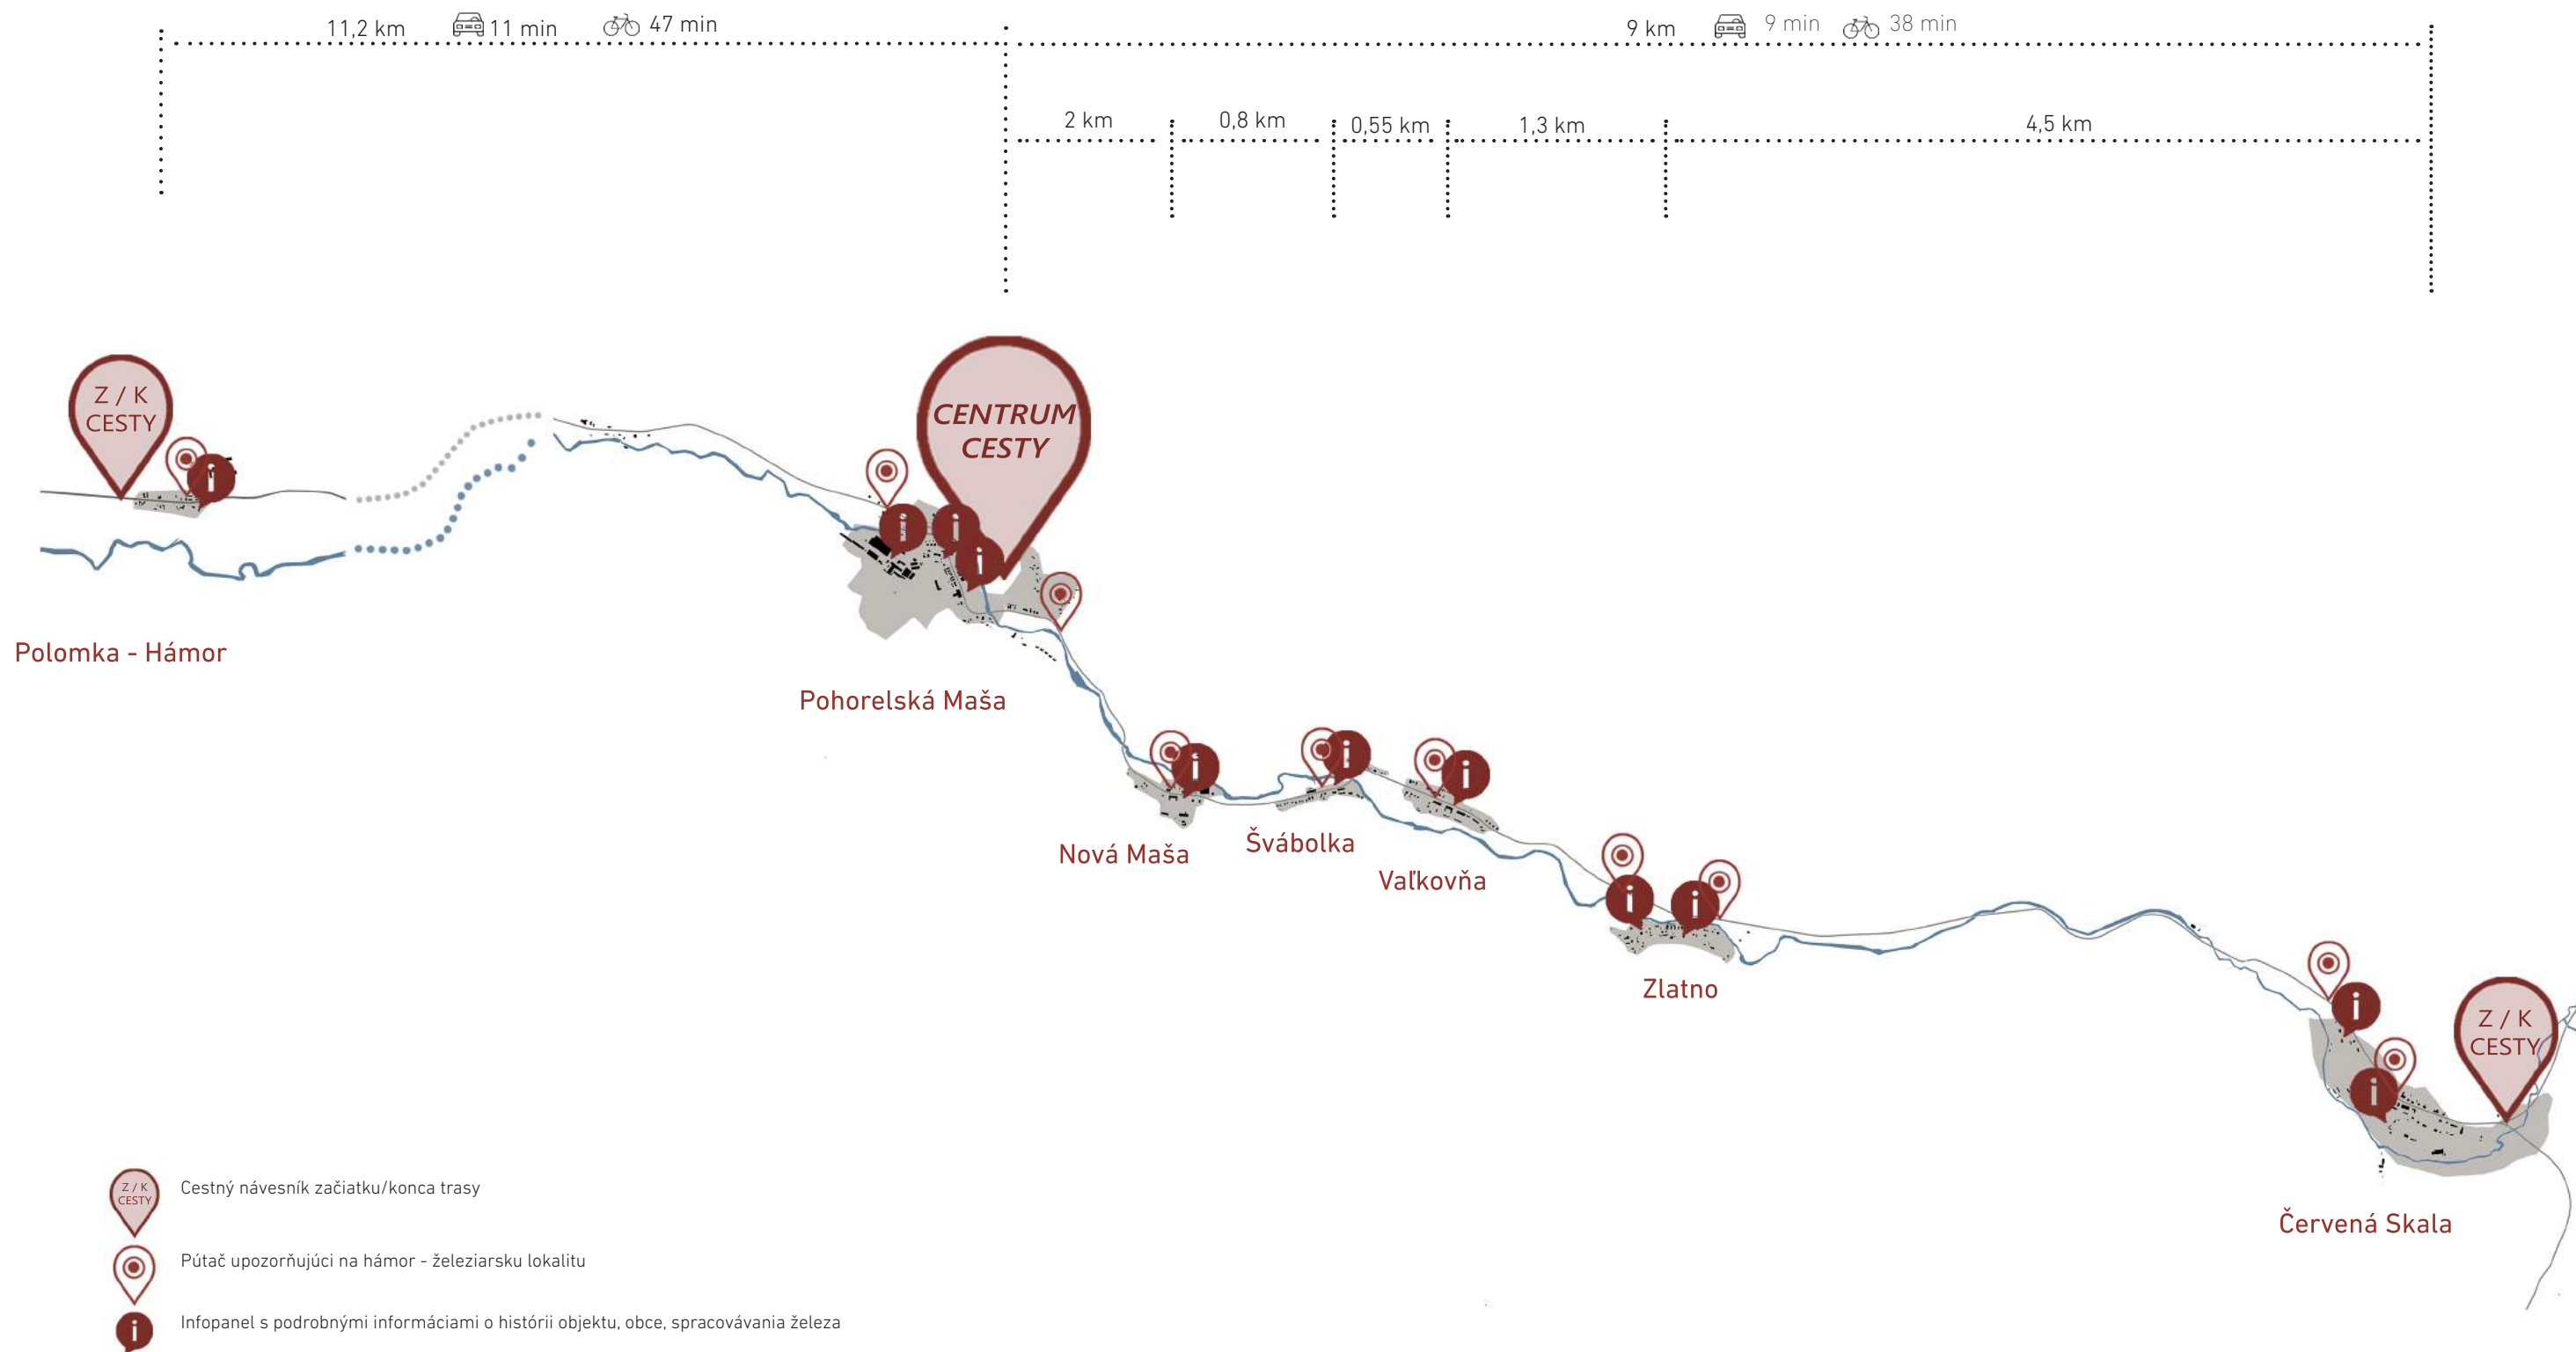 11,2 km 11 min 47 min
9 km 9 min 38 min
2 km
0,8 km
0,55 km
1,3 km
4,5 km
Z / K
CESTY
CENTRUM
CESTY
i
i
i
i
Polomka - Hámor
Pohorelská Maša
i
i
i
Nová Maša
Švábolka
Vaľkovňa
i
i
Zlatno
i
i
Z / K
CESTY
Červená Skala
Z / K
CESTY
Cestný návesník začiatku/konca trasy
Pútač upozorňujúci na hámor - železiarsku lokalitu
i
Infopanel s podrobnými informáciami o histórii objektu, obce, spracovávania železa